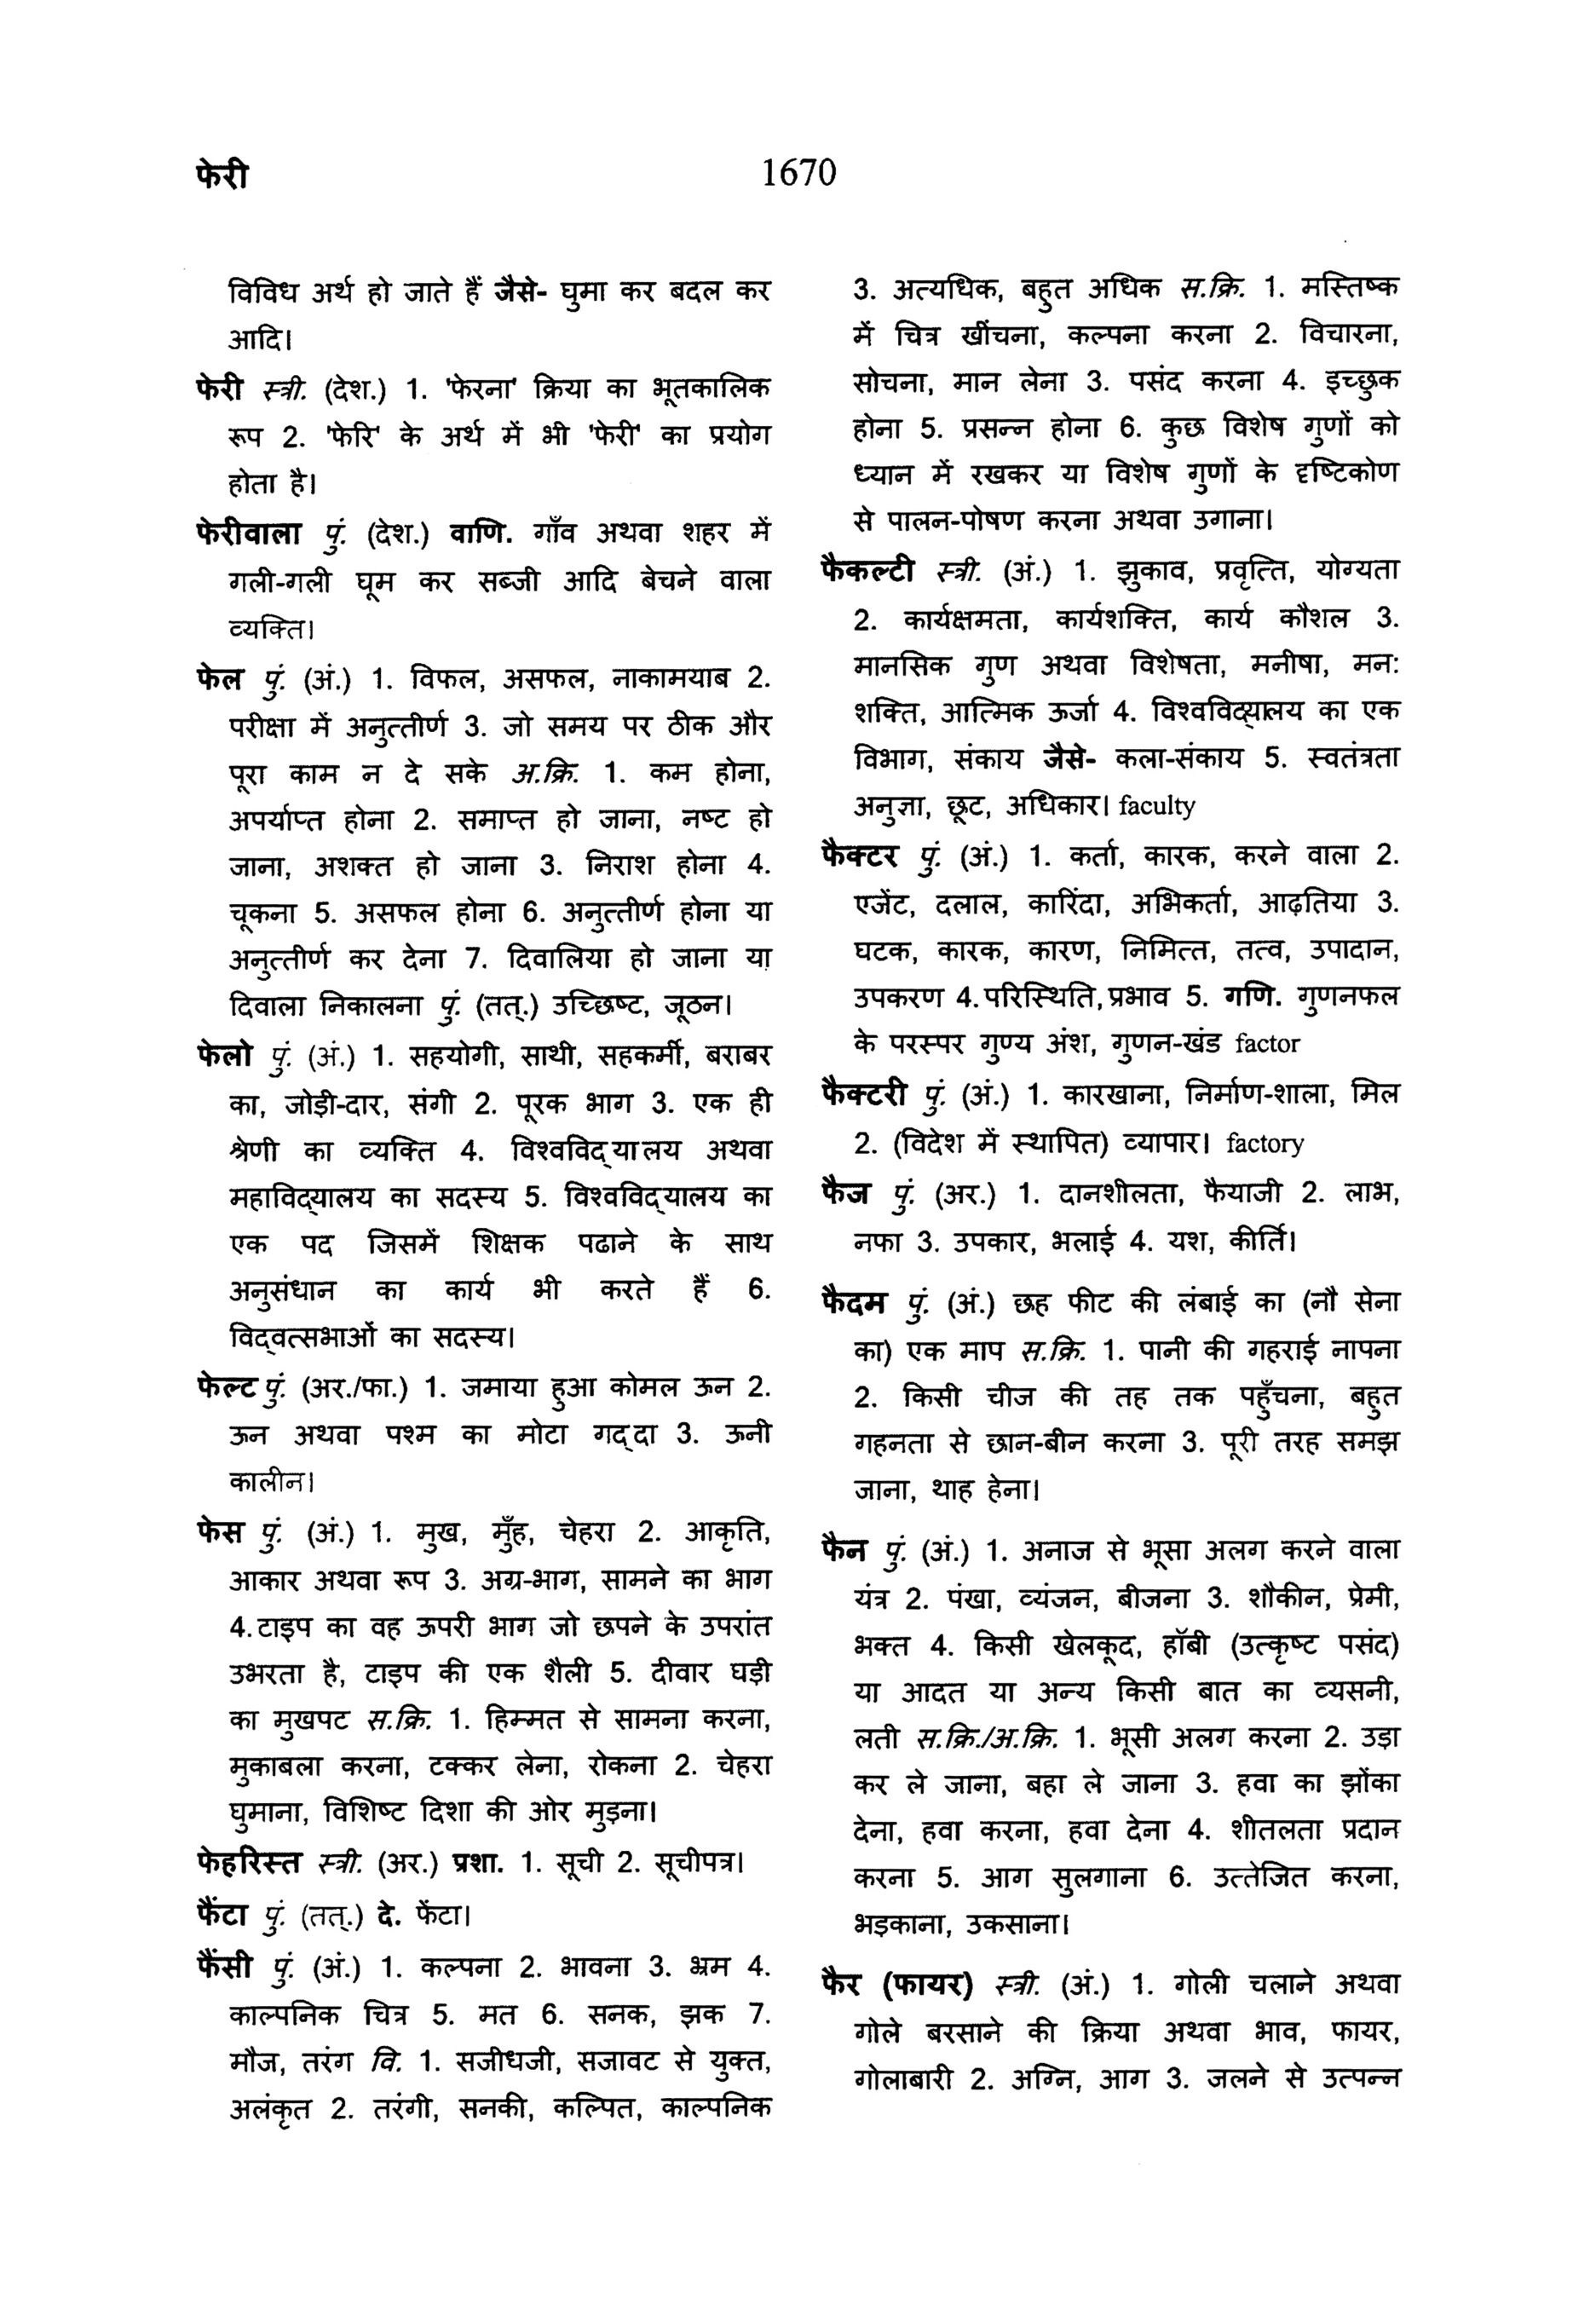 फेरी
1670
विविध अर्थ हो जाते हैं जैसे- घुमा कर बदल कर
आदि।
फेरी स्त्री. (देश.) 1. 'फेरना' क्रिया का भूतकालिक
रूप 2. 'फेरि' के अर्थ में भी 'फेरी' का प्रयोग
होता है।
फेरीवाला पुं. (देश.) वाणि. गाँव अथवा शहर में
गली-गली घूम कर सब्जी आदि बेचने वाला
व्यक्ति।
फेल पुं. (अं.) 1. विफल, असफल, नाकामयाब 2.
परीक्षा में अनुत्तीर्ण 3. जो समय पर ठीक और
पूरा काम न दे सके अ.क्रि. 1. कम होना,
अपर्याप्त होना 2. समाप्त हो जाना, नष्ट हो
जाना, अशक्त हो जाना 3. निराश होना 4.
चूकना 5. असफल होना 6. अनुत्तीर्ण होना या
अनुत्तीर्ण कर देना 7. दिवालिया हो जाना या
दिवाला निकालना पुं. (तत्.) उच्छिष्ट, जूठन।
फेलो पुं. (अं.) 1. सहयोगी, साथी, सहकर्मी, बराबर
का, जोड़ी-दार, संगी 2. पूरक भाग 3. एक ही
श्रेणी का व्यक्ति 4. विश्वविद्यालय अथवा
महाविद्यालय का सदस्य 5. विश्वविद्यालय का
एक पद जिसमें शिक्षक पढाने के साथ
अनुसंधान का कार्य भी करते हैं 6.
विद्वत्सभाओं का सदस्य।
फेल्ट पुं. (अर./फा.) 1. जमाया हुआ कोमल ऊन 2.
ऊन अथवा पश्म का मोटा गद्दा 3. ऊनी
कालीन।
फेस पुं. (अं.) 1. मुख, मुँह, चेहरा 2. आकृति,
आकार अथवा रूप 3. अग्र-भाग, सामने का भाग
4. टाइप का वह ऊपरी भाग जो छपने के उपरांत
उभरता है, टाइप की एक शैली 5. दीवार घड़ी
का मुखपट स.क्रि. 1. हिम्मत से सामना करना,
मुकाबला करना, टक्कर लेना, रोकना 2. चेहरा
घुमाना, विशिष्ट दिशा की ओर मुड़ना।
फेहरिस्त स्त्री. (अर.) प्रशा. 1. सूची 2. सूचीपत्र।
फैंटा पुं. (तत्.) दे. फेंटा।
फैंसी पुं. (अं.) 1. कल्पना 2. भावना 3. भ्रम 4.
काल्पनिक चित्र 5. मत 6. सनक, झक 7.
मौज, तरंग वि. 1. सजीधजी, सजावट से युक्त,
अलंकृत 2. तरंगी, सनकी, कल्पित, काल्पनिक
3. अत्यधिक, बहुत अधिक स.क्रि. 1. मस्तिष्क
में चित्र खींचना, कल्पना करना 2. विचारना,
सोचना, मान लेना 3. पसंद करना 4. इच्छुक
होना 5. प्रसन्न होना 6. कुछ विशेष गुणों को
ध्यान में रखकर या विशेष गुणों के दृष्टिकोण
से पालन-पोषण करना अथवा उगाना।
फैकल्टी स्त्री. (अं.) 1. झुकाव, प्रवृत्ति, योग्यता
2. कार्यक्षमता, कार्यशक्ति, कार्य कौशल 3.
मानसिक गुण अथवा विशेषता, मनीषा, मन:
शक्ति, आत्मिक ऊर्जा 4. विश्वविद्यालय का एक
विभाग, संकाय जैसे- कला-संकाय 5. स्वतंत्रता
अनुज्ञा, छूट, अधिकार। faculty
फैक्टर पुं. (अं.) 1. कर्ता, कारक, करने वाला 2.
एजेंट, दलाल, कारिंदा, अभिकर्ता, आढ़तिया 3.
घटक, कारक, कारण, निमित्त, तत्व, उपादान,
उपकरण 4. परिस्थिति, प्रभाव 5. गणि. गुणनफल
के परस्पर गुण्य अंश, गुणन-खंड factor
फैक्टरी पुं. (अं.) 1. कारखाना, निर्माण-शाला, मिल
2. (विदेश में स्थापित) व्यापार। factory
फैज पुं. (अर.) 1. दानशीलता, फैयाजी 2. लाभ,
नफा 3. उपकार, भलाई 4. यश, कीर्ति।
फैदम पुं. (अं.) छह फीट की लंबाई का (नौ सेना
का) एक माप स.क्रि. 1. पानी की गहराई नापना
2. किसी चीज की तह तक पहुँचना, बहुत
गहनता से छान-बीन करना 3. पूरी तरह समझ
जाना, थाह हेना।
फैन पुं. (अं.) 1. अनाज से भूसा अलग करने वाला
यंत्र 2. पंखा, व्यंजन, बीजना 3. शौकीन, प्रेमी,
भक्त 4. किसी खेलकूद, हॉबी (उत्कृष्ट पसंद)
या आदत या अन्य किसी बात का व्यसनी,
लती स.क्रि./अ.क्रि. 1. भूसी अलग करना 2. उड़ा
कर ले जाना, बहा ले जाना 3. हवा का झोंका
देना, हवा करना, हवा देना 4. शीतलता प्रदान
करना 5. आग सुलगाना 6. उत्तेजित करना,
भड़काना, उकसाना।
फैर (फायर) स्त्री. (अं.) 1. गोली चलाने अथवा
गोले बरसाने की क्रिया अथवा भाव, फायर,
गोलाबारी 2. अग्नि, आग 3. जलने से उत्पन्न